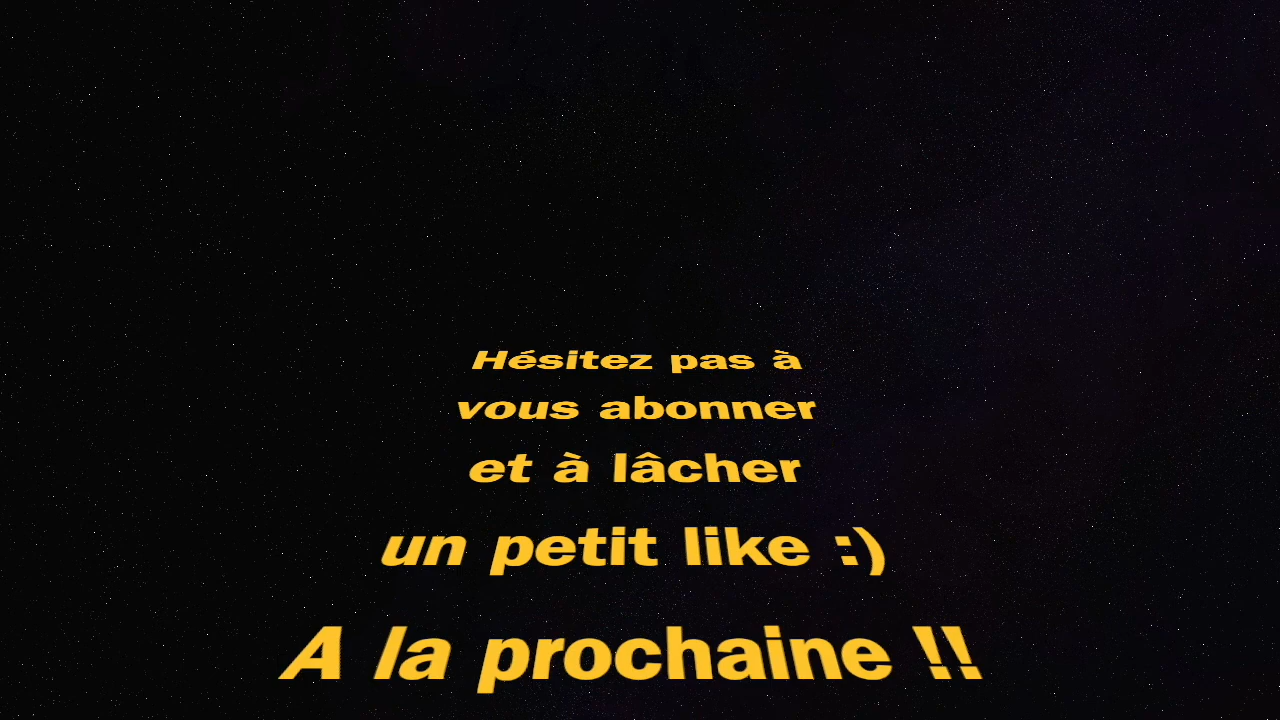 Hésitez pas à
vous abonner
et à lâcher
un petit like :)
A la prochaine !!